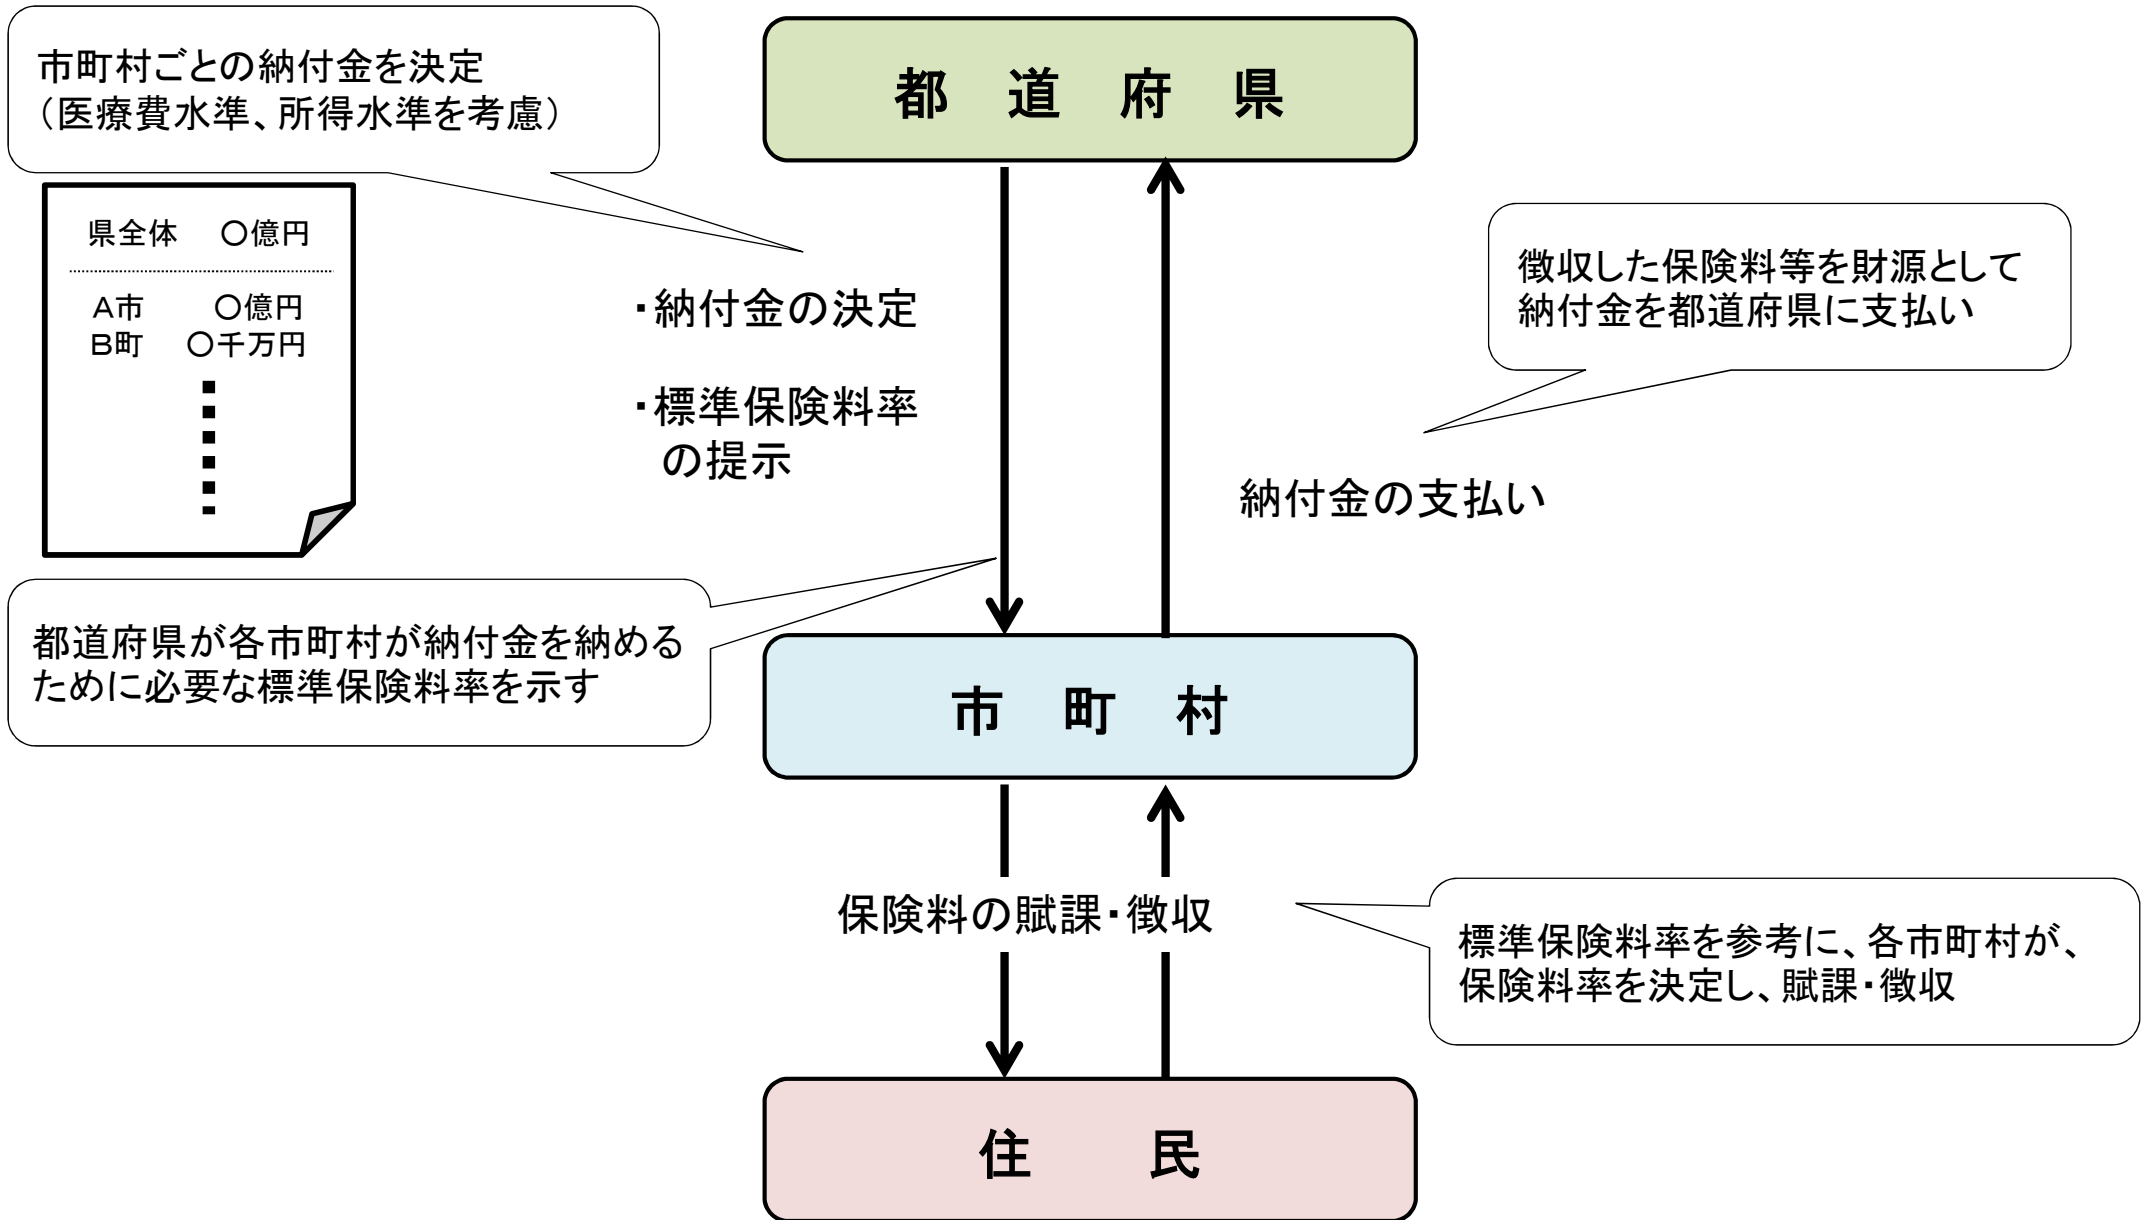 市町村ごとの納付金を決定
（医療費水準、所得水準を考慮）
都　道　府　県
県全体　〇億円
A市　　〇億円
B町　〇千万円
・納付金の決定
・標準保険料率
の提示
徴収した保険料等を財源として
納付金を都道府県に支払い
納付金の支払い
都道府県が各市町村が納付金を納める
ために必要な標準保険料率を示す
市　町　村
保険料の賦課・徴収
標準保険料率を参考に、各市町村が、
保険料率を決定し、賦課・徴収
住　　民